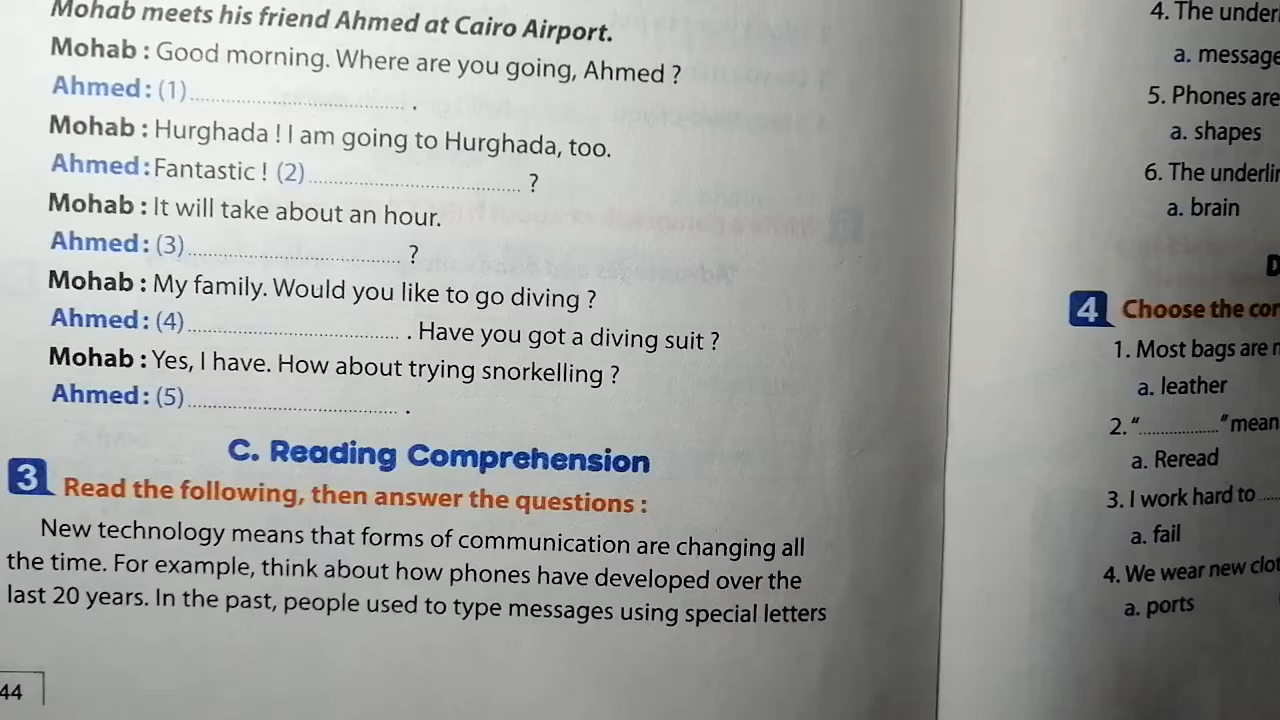 Mohab meets his friend Ahmed at Cairo Airport.
Mohab : Good morning. Where are you going, Ahmed ?
Ahmed : (1) .................................... .
Mohab : Hurghada ! I am going to Hurghada, too.
Ahmed : Fantastic ! (2) .................................... ?
Mohab : It will take about an hour.
Ahmed : (3) .................................... ?
Mohab : My family. Would you like to go diving ?
Ahmed : (4) .................................... . Have you got a diving suit ?
Mohab : Yes, I have. How about trying snorkelling ?
Ahmed : (5) .................................... .
C. Reading Comprehension
3 Read the following, then answer the questions :
New technology means that forms of communication are changing all
the time. For example, think about how phones have developed over the
last 20 years. In the past, people used to type messages using special letters
44
4. The
a. message
5. Phones are
a. shapes
6. The
a. brain
4 Choose the
1. Most bags are
a. leather
2. "................"
a. Reread
3. I work hard to ....
a. fail
4. We wear new
a. ports